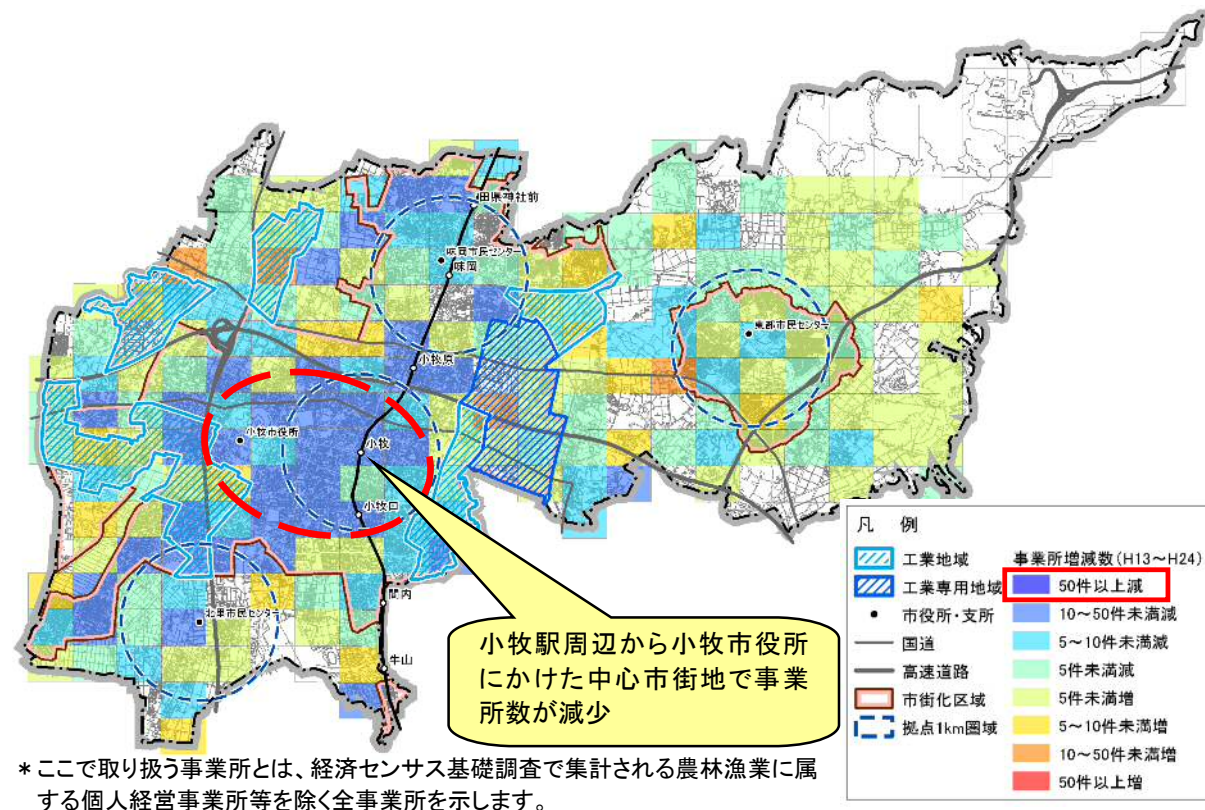 田県神社前
味岡市民センター
味岡
東部市民センター
小牧原
小牧市役所
小牧
小牧口
北里市民センター
間内
牛山
小牧駅周辺から小牧市役所
にかけた中心市街地で事業
所数が減少
凡 例
工業地域
工業専用地域
市役所・支所
国道
高速道路
市街化区域
拠点1km圏域
事業所増減数(H13～H24)
50件以上減
10～50件未満減
5～10件未満減
5件未満減
5件未満増
5～10件未満増
10～50件未満増
50件以上増
＊ここで取り扱う事業所とは、経済センサス基礎調査で集計される農林漁業に属
する個人経営事業所等を除く全事業所を示します。